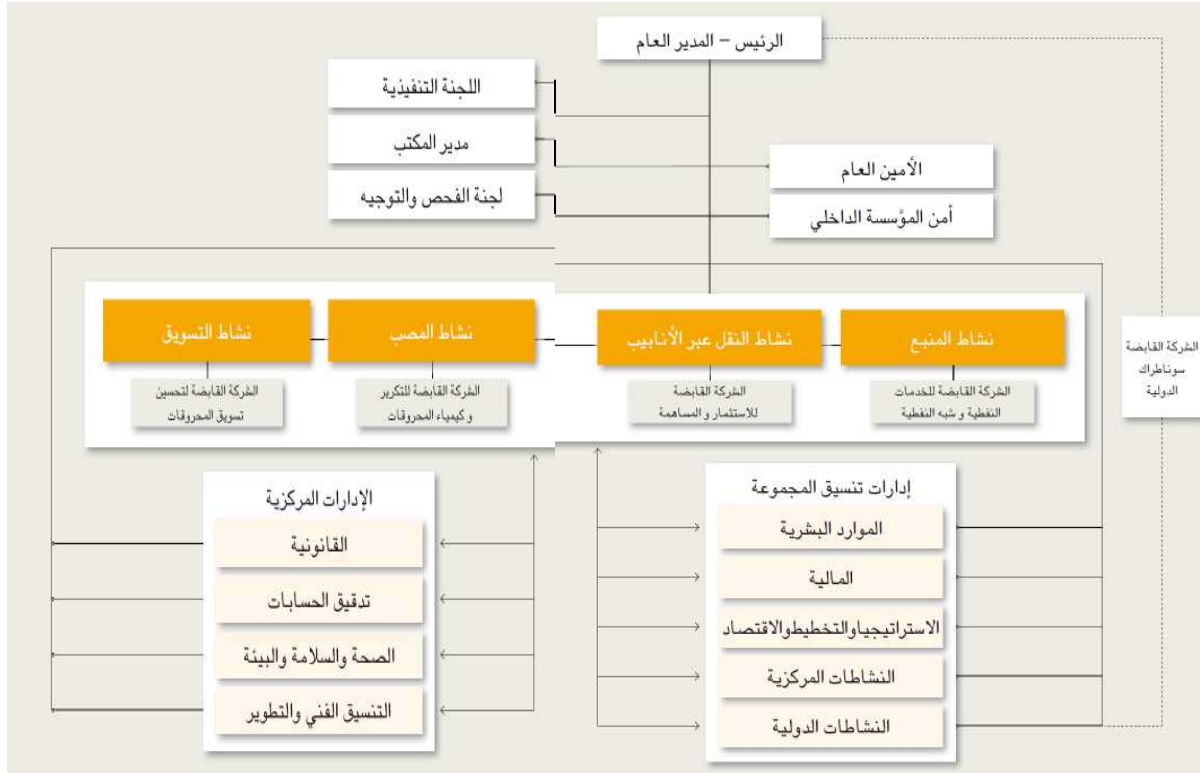 الرئيس – المدير العام
اللجنة التنفيذية
مدير المكتب
الأمين العام
لجنة الفحص والتوجيه
أمن المؤسسة الداخلي
نشاط المنبع
نشاط النقل عبر الأنابيب
نشاط المصب
نشاط التسويق
الشركة القابضة للخدمات
النفطية و شبه النفطية
الشركة القابضة
للاستثمار و المساهمة
الشركة القابضة للتكرير
و كيمياء المحروقات
الشركة القابضة لتحسين
تسويق المحروقات
الشركة القابضة
سوناطراك
الدولية
إدارات تنسيق المجموعة
الموارد البشرية
المالية
الاستراتيجياوالتخطيطوالاقتصاد
النشاطات المركزية
النشاطات الدولية
الإدارات المركزية
القانونية
تدقيق الحسابات
الصحة والسلامة والبيئة
التنسيق الفني والتطوير